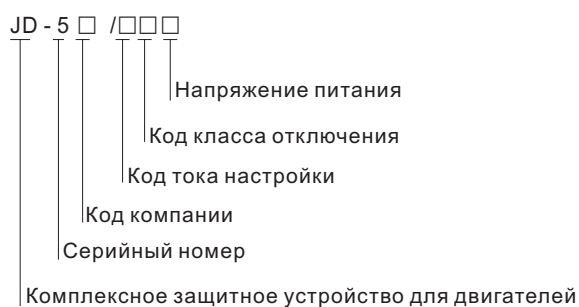 JD - 5 □ /□□□
Напряжение питания
Код класса отключения
Код тока настройки
Код компании
Серийный номер
Комплексное защитное устройство для двигателей